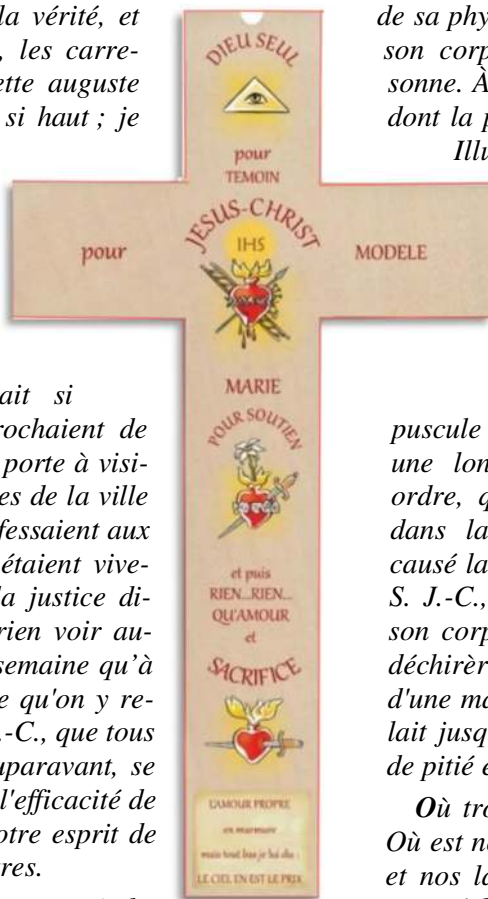 la vérité, et
, les carre-
ette auguste
si haut ; je
DIEU SEUL
pour
TEMOIN
JESUS-CHRIST
IHS
pour
MODELE
MARIE
POUR SOUTIEN
et puis
RIEN...RIEN...
QU'AMOUR
et
SACRIFICE
L'AMOUR PROPRE
en murmure
mais tout bas je lui dis :
LE CIEL EN EST LE PRIX
de sa phy
son corp
sonne. À
dont la p
Illu
ait si
rochaient de
porte à visi-
es de la ville
fessaient aux
étaient vive-
la justice di-
rien voir au-
semaine qu'à
e qu'on y re-
.-C., que tous
uparavant, se
l'efficacité de
otre esprit de
tres.
puscule
une lon
ordre, q
dans la
causé la
S. J.-C.,
son corp
déchirèr
d'une ma
lait jusq
de pitié e
Où tro
Où est no
et nos la